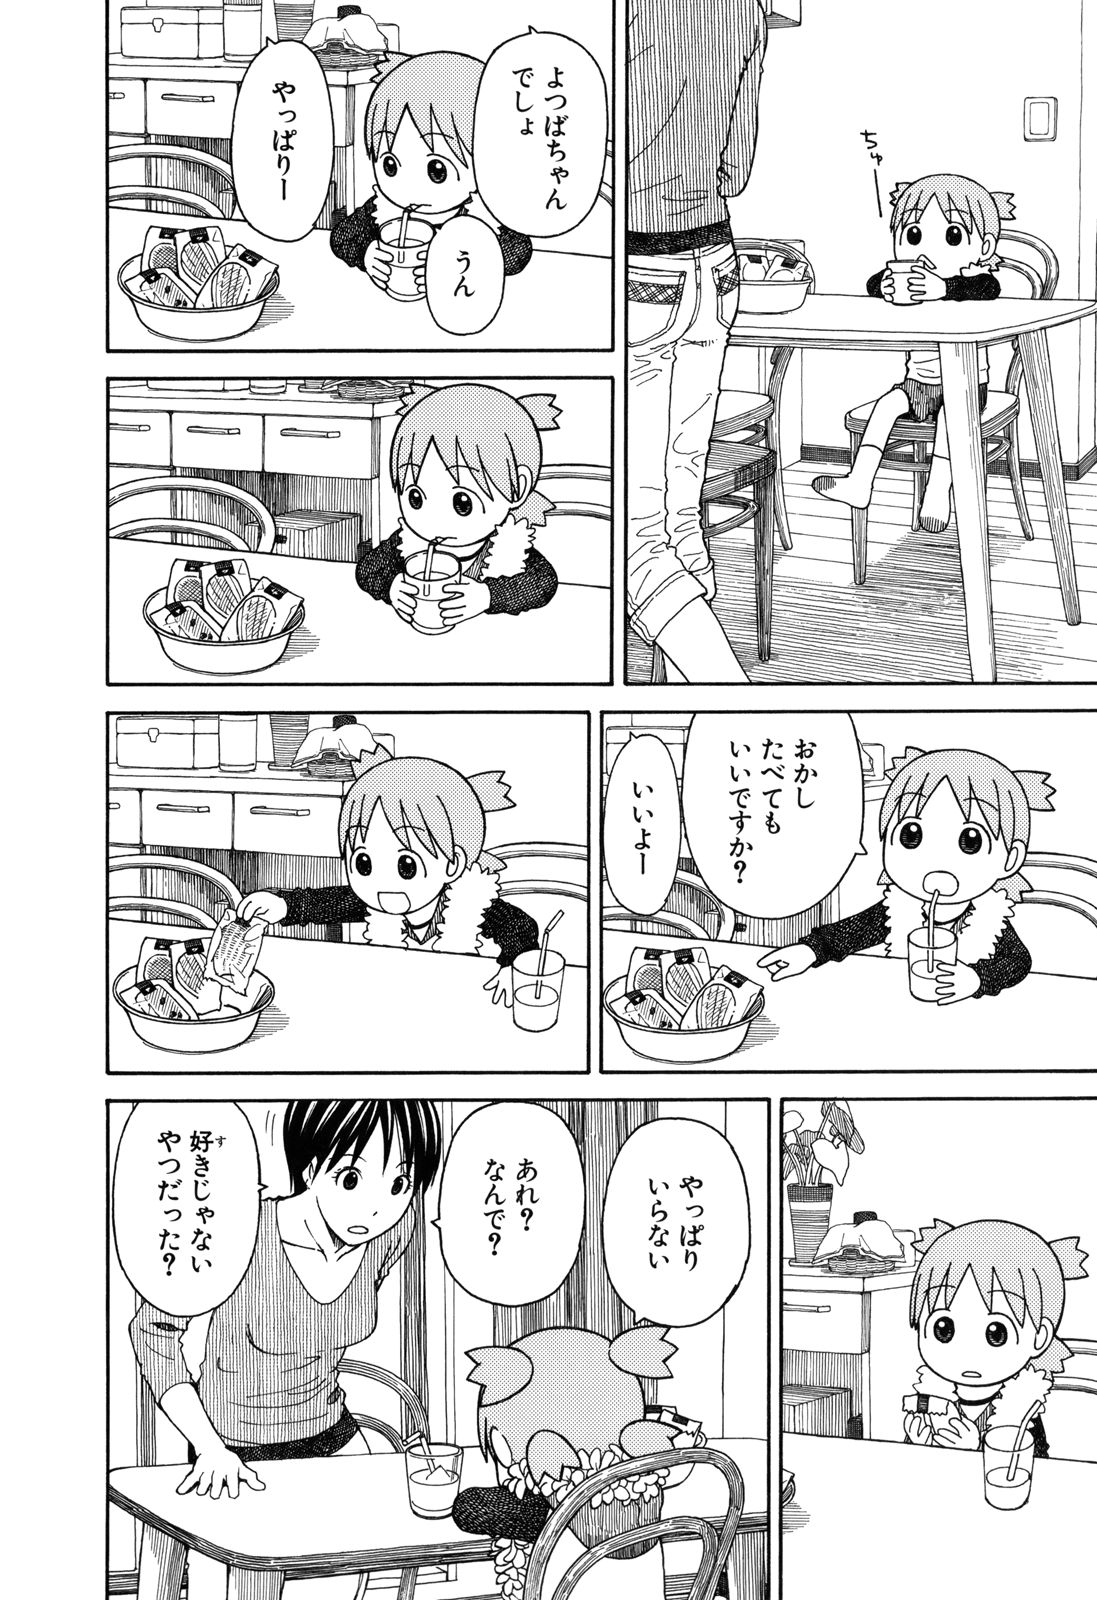 ちゅー
よつばちゃん
でしょ
うん
やっぱりー
おかし
たべても
いいですか？
いいよー
やっぱり
いらない
あれ？
なんで？
好きじゃない
す
やつだった？